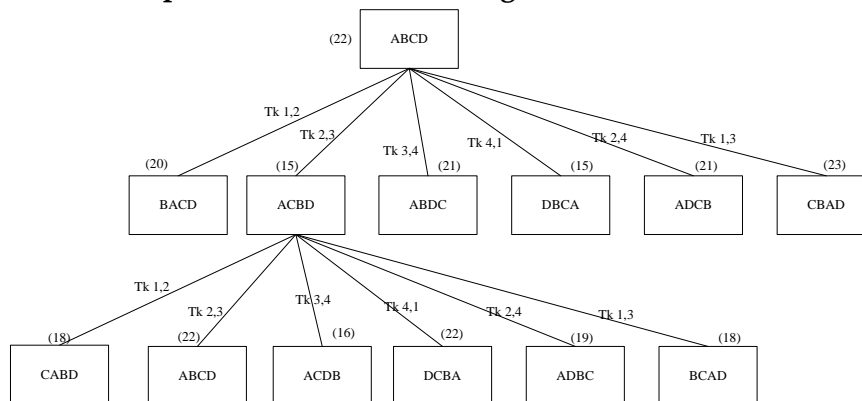 (22) ABCD
Tk 1,2
Tk 2,3
Tk 3,4
Tk 4,1
Tk 2,4
Tk 1,3
(20) (15) (21) (15) (21) (23)
BACD ACBD ABDC DBCA ADCB CBAD
Tk 1,2
Tk 2,3
Tk 3,4
Tk 4,1
Tk 2,4
Tk 1,3
(18) (22) (16) (22) (19) (18)
CABD ABCD ACDB DCBA ADBC BCAD